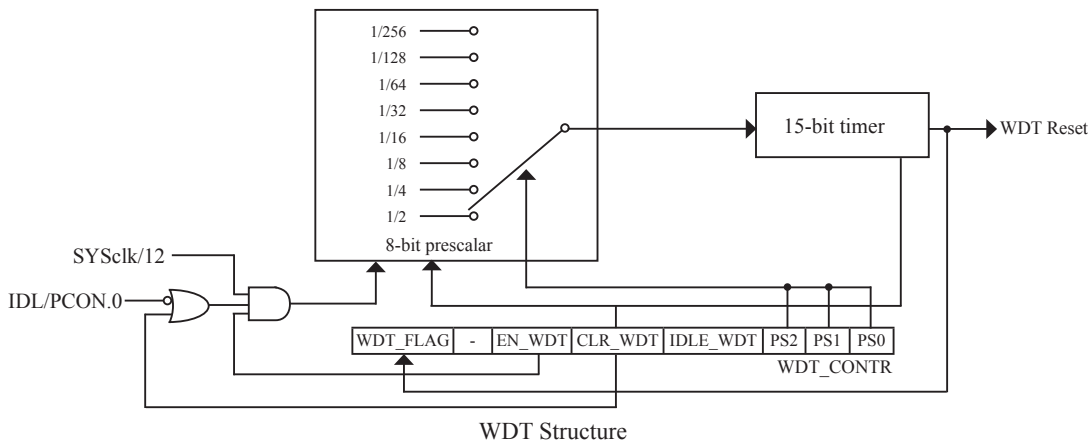 1/256
1/128
1/64
1/32
1/16
1/8
1/4
1/2
8-bit prescalar
15-bit timer
WDT Reset
SYSclk/12
IDL/PCON.0
WDT_FLAG - EN_WDT CLR_WDT IDLE_WDT PS2 PS1 PS0
WDT_CONTR
WDT Structure